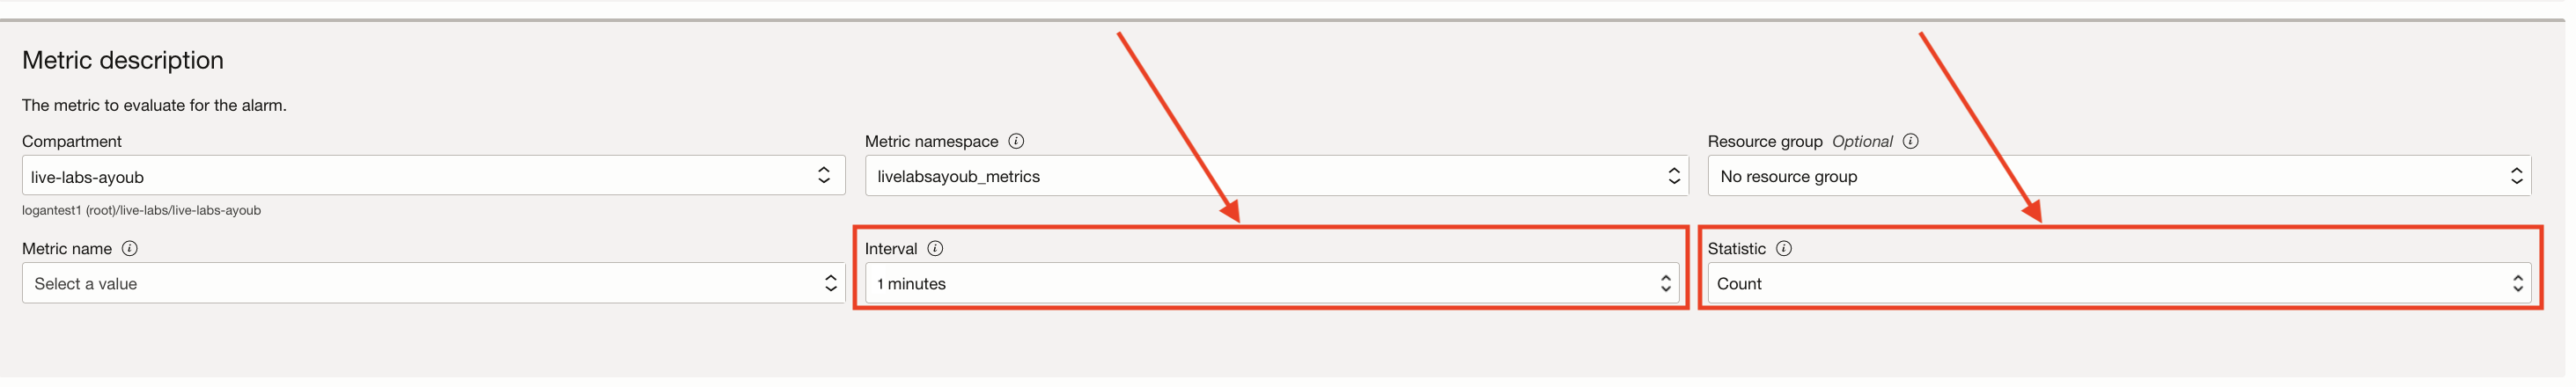 Metric description
The metric to evaluate for the alarm.
Compartment
live-labs-ayoub
logantest1 (root)/live-labs/live-labs-ayoub
Metric namespace
livelabsayoub_metrics
Resource group Optional
No resource group
Metric name
Select a value
Interval
1 minutes
Statistic
Count